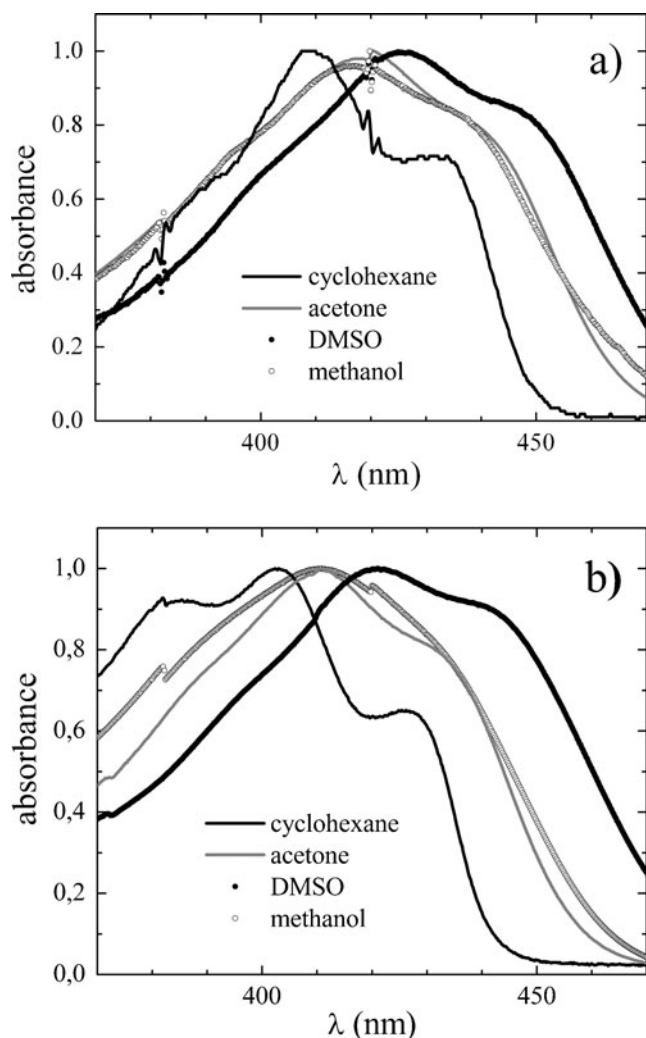 a)
1.0
0.8
0.6
0.4
0.2
0.0
absorbance
cyclohexane
acetone
DMSO
methanol
400
450
λ (nm)
b)
1,0
0,8
0,6
0,4
0,2
0,0
absorbance
cyclohexane
acetone
DMSO
methanol
400
450
λ (nm)